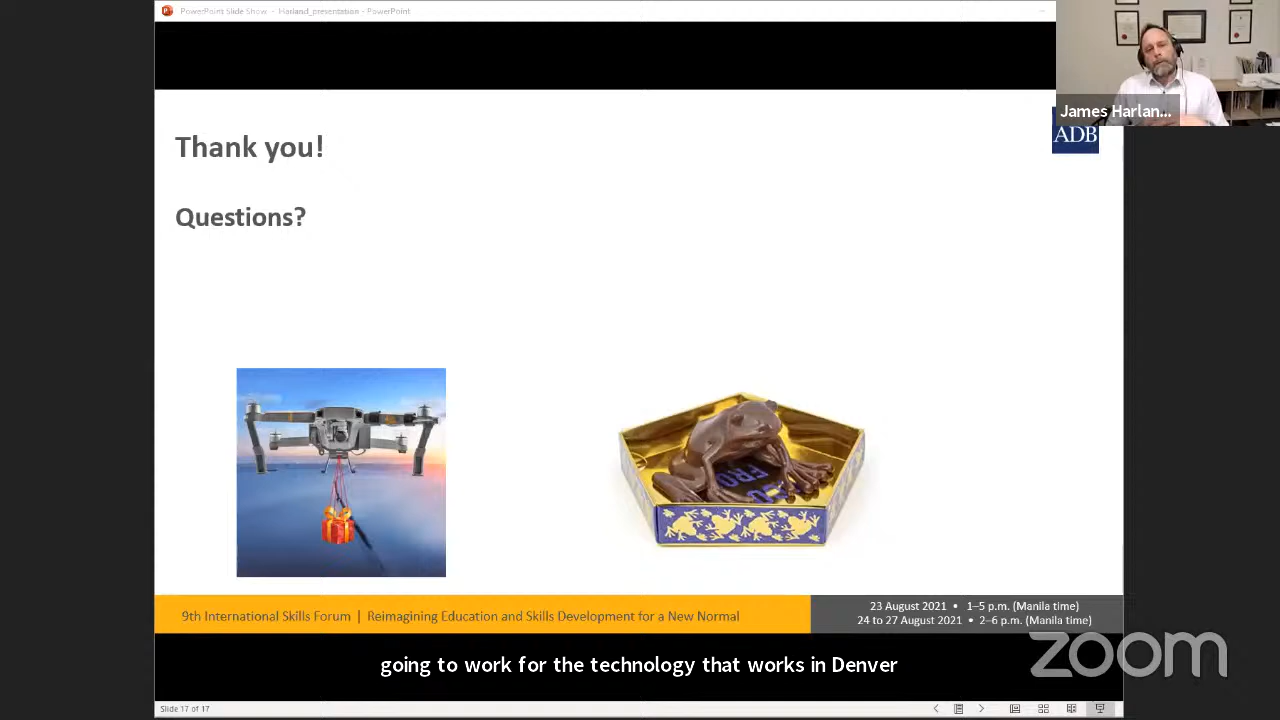 PowerPoint Slide Show - Harland_presentation - PowerPoint
James Harlan...
ADB
Thank you!
Questions?
FRO
9th International Skills Forum | Reimagining Education and Skills Development for a New Normal
23 August 2021 • 1–5 p.m. (Manila time)
24 to 27 August 2021 • 2–6 p.m. (Manila time)
going to work for the technology that works in Denver
zoom
Slide 17 of 17